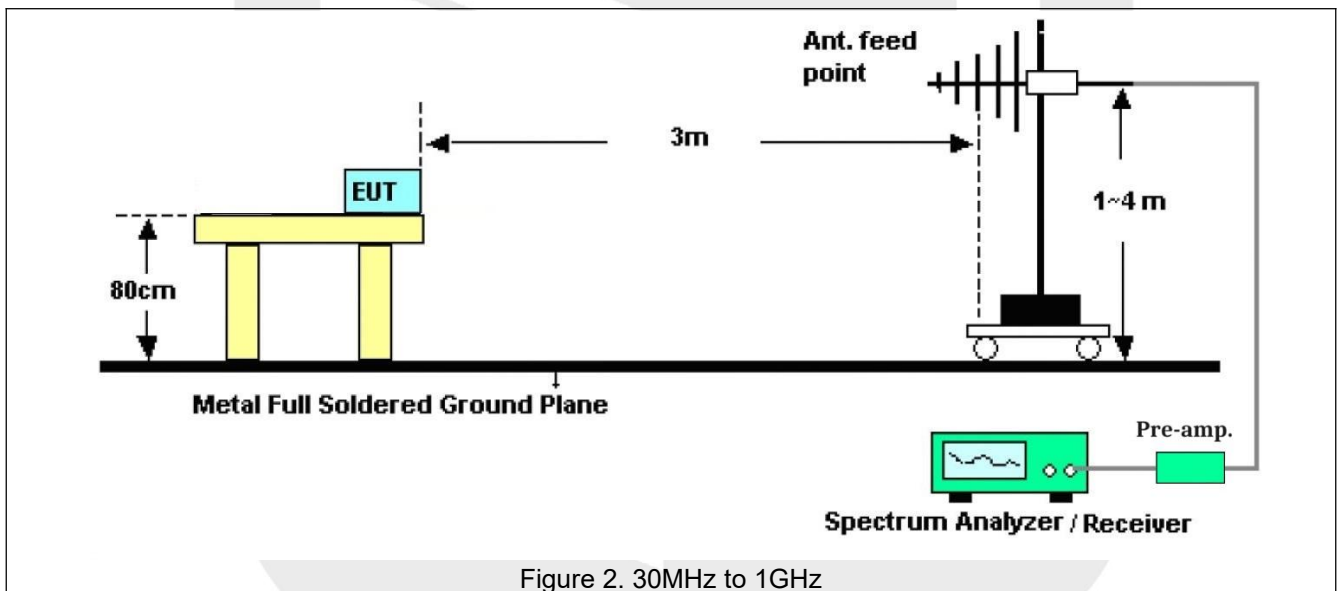 Ant. feed
point
3m
EUT
1~4 m
80cm
Metal Full Soldered Ground Plane
Pre-amp.
Spectrum Analyzer / Receiver
Figure 2. 30MHz to 1GHz